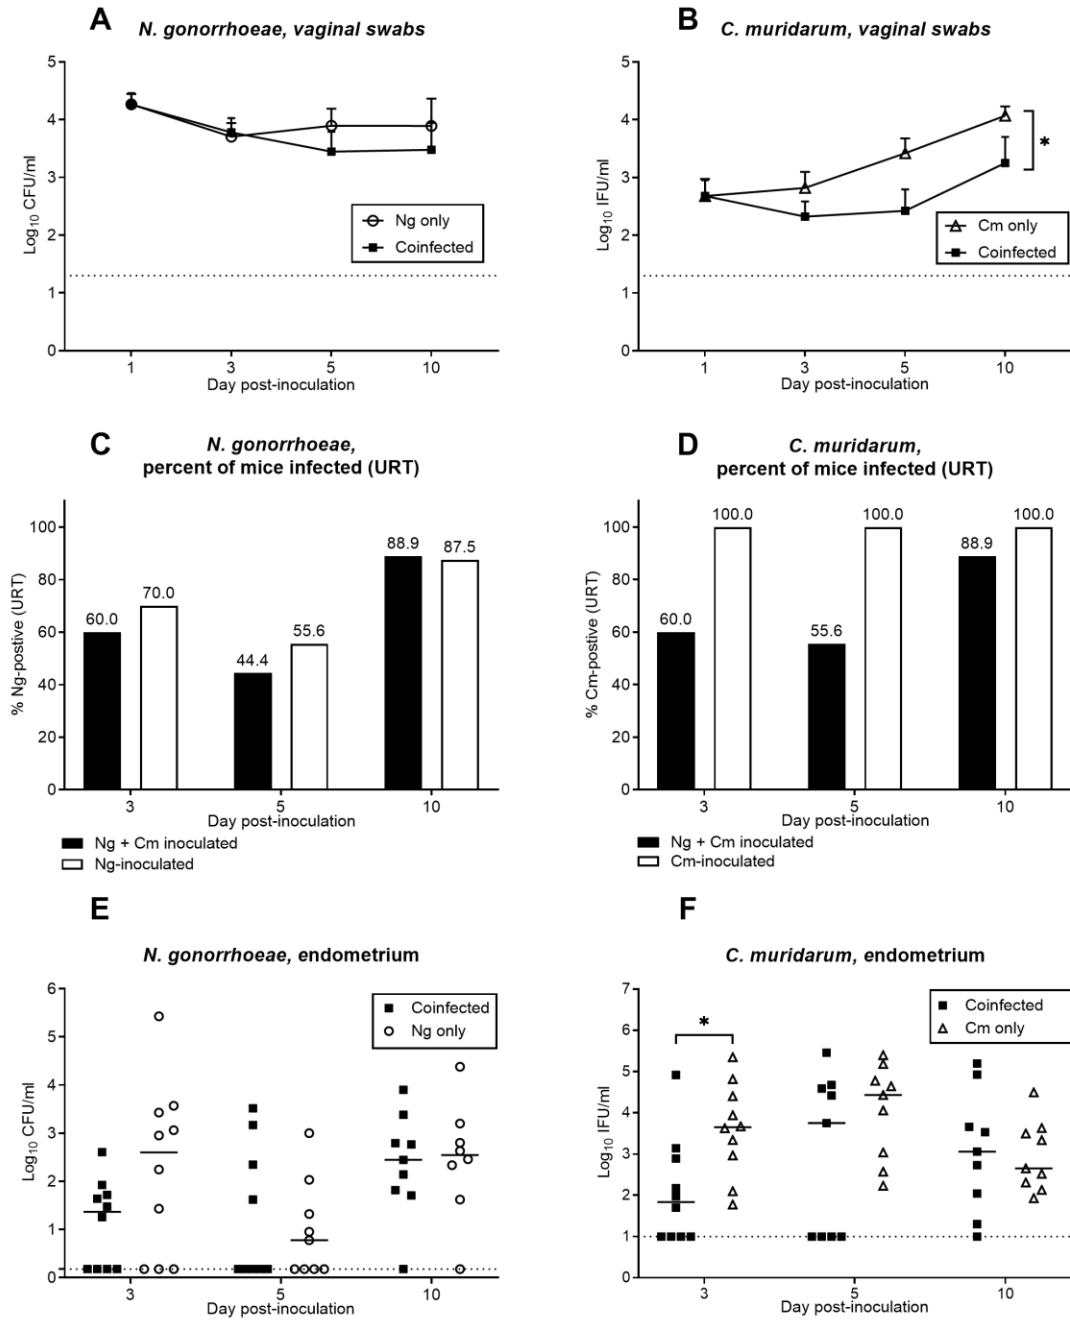 A
N. gonorrhoeae, vaginal swabs
5
4
3
2
1
0
Log10 CFU/ml
Ng only
Coinfected
1
3
5
10
Day post-inoculation
B
C. muridarum, vaginal swabs
5
4
3
2
1
0
Log10 IFU/ml
*
Cm only
Coinfected
1
3
5
10
Day post-inoculation
C
N. gonorrhoeae,
percent of mice infected (URT)
100
80
60
40
20
0
% Ng-postive (URT)
60.0
70.0
44.4
55.6
88.9
87.5
3
5
10
Day post-inoculation
Ng + Cm inoculated
Ng-inoculated
D
C. muridarum,
percent of mice infected (URT)
100
80
60
40
20
0
% Cm-postive (URT)
60.0
100.0
55.6
100.0
88.9
100.0
3
5
10
Day post-inoculation
Ng + Cm inoculated
Cm-inoculated
E
N. gonorrhoeae, endometrium
6
5
4
3
2
1
0
Log10 CFU/ml
Coinfected
Ng only
3
5
10
Day post-inoculation
F
C. muridarum, endometrium
7
6
5
4
3
2
1
0
Log10 IFU/ml
*
Coinfected
Cm only
3
5
10
Day post-inoculation